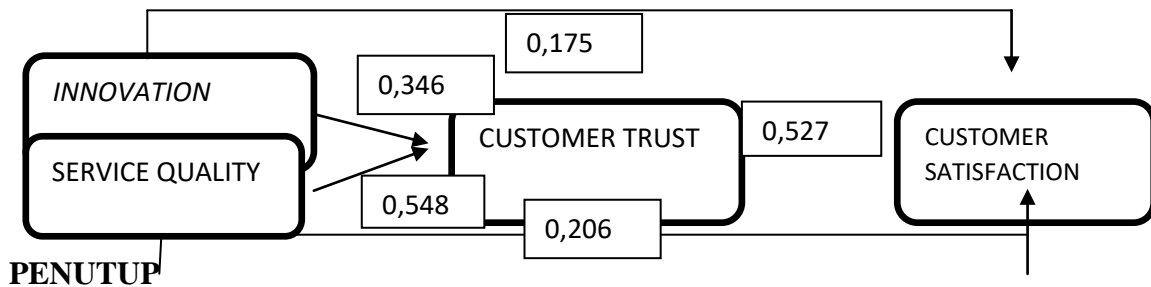 0,175
INNOVATION
0,346
CUSTOMER TRUST
0,527
CUSTOMER
SATISFACTION
SERVICE QUALITY
0,548
0,206
PENUTUP